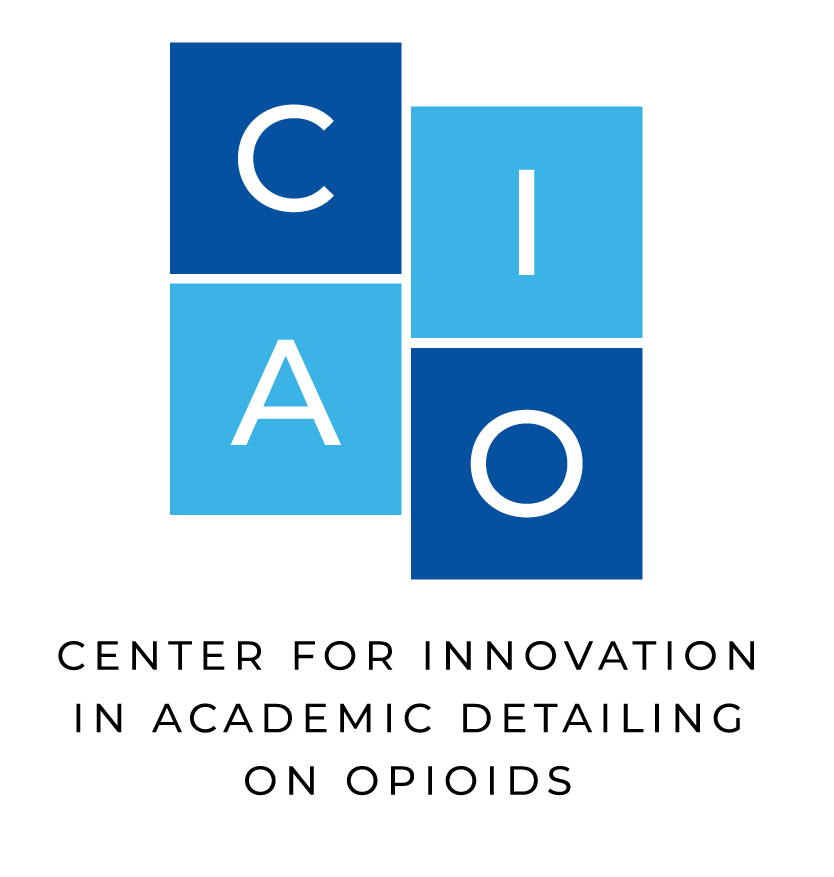 C I
A O
CENTER FOR INNOVATION
IN ACADEMIC DETAILING
ON OPIOIDS